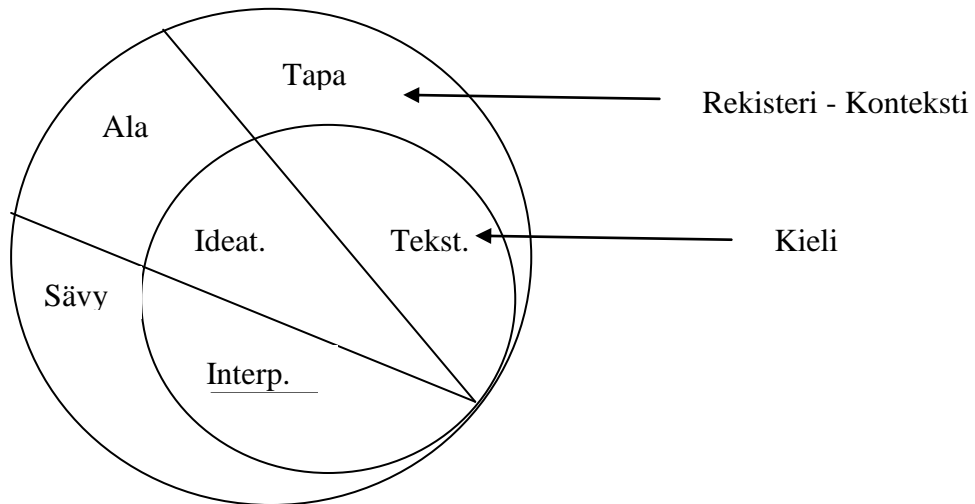 Tapa
Rekisteri - Konteksti
Ala
Ideat.
Tekst.
Kieli
Sävy
Interp.